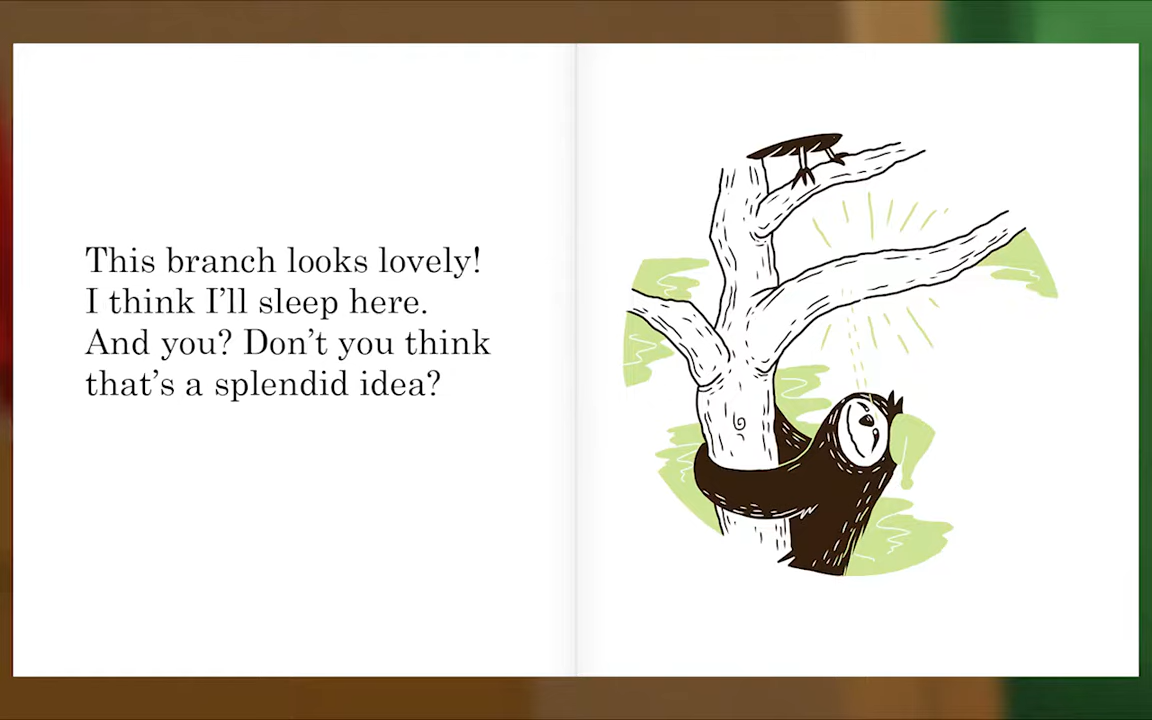 This branch looks lovely!
I think I’ll sleep here.
And you? Don’t you think
that’s a splendid idea?